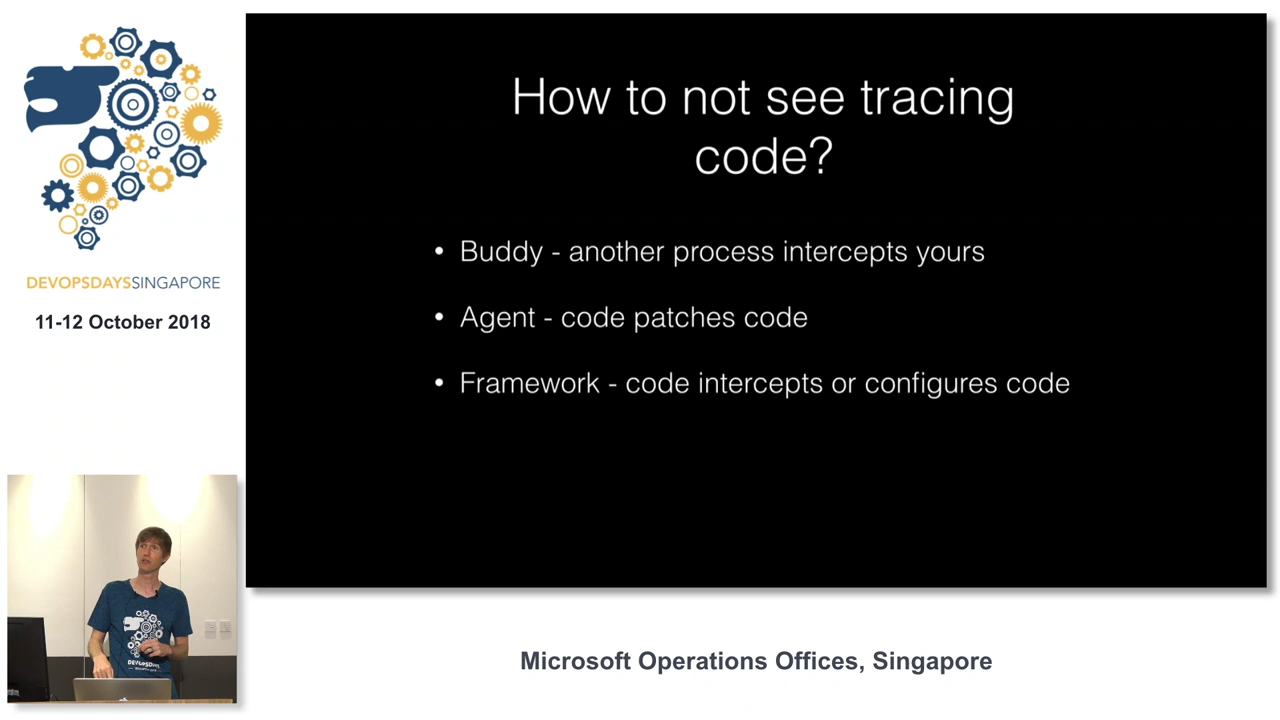 How to not see tracing
code?
• Buddy - another process intercepts yours
• Agent - code patches code
• Framework - code intercepts or configures code
DEVOPSDAYSSINGAPORE
11-12 October 2018
DEVOPSDAYS
Microsoft Operations Offices, Singapore